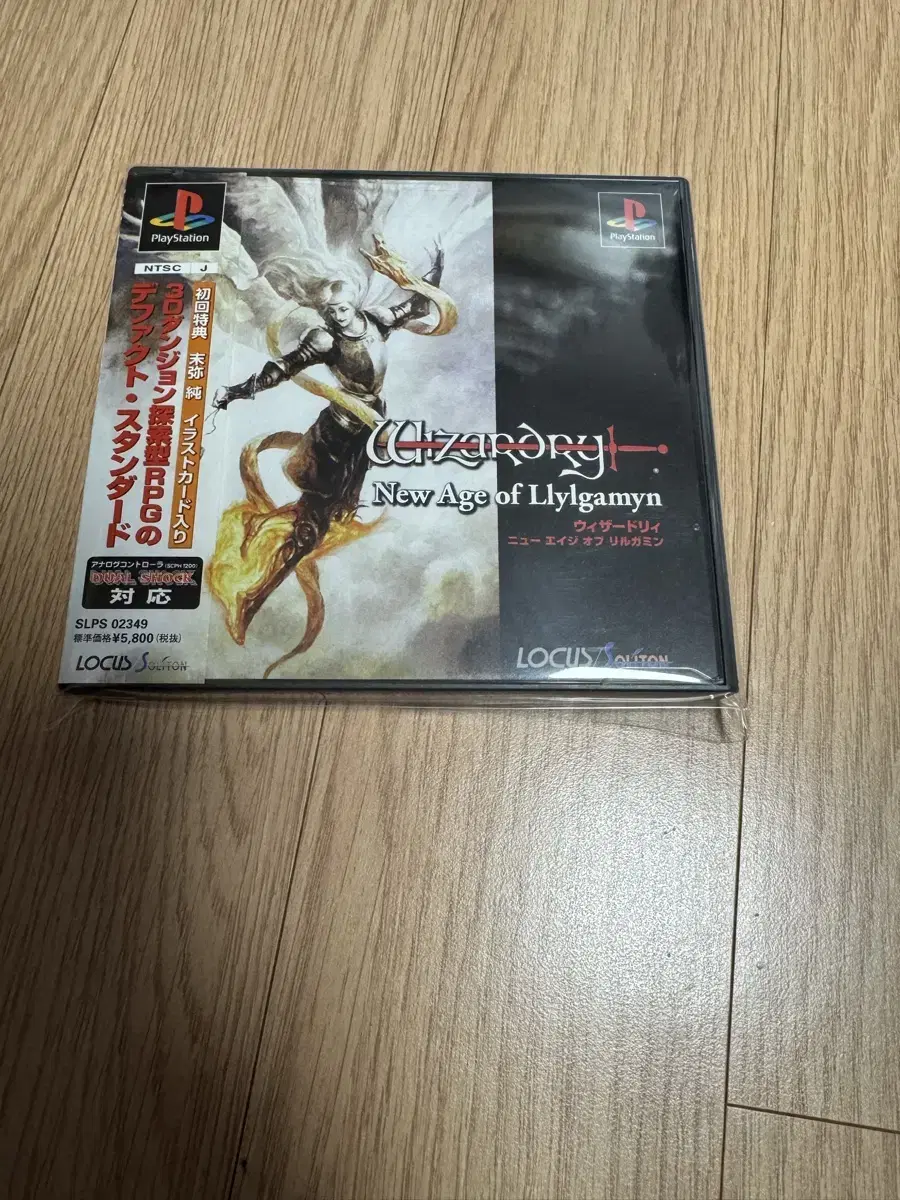 PlayStation
NTSC J
初回特典 末弥 純 イラストカード入り
3Dダンジョン探索型RPGの
デファクト・スタンダード
アナログコントローラ(SCPH 1200)
DUAL SHOCK
対応
SLPS 02349
標準価格¥5,800(税抜)
LOCUS SOLITON
PlayStation
WIZARDRY
New Age of Llylgamyn
ウィザードリィ
ニュー エイジ オブ リルガミン
LOCUS/SOLITON